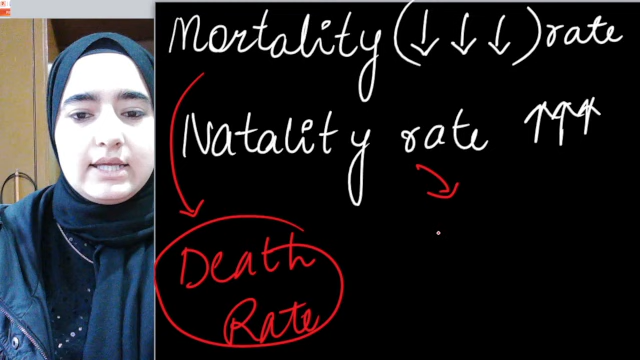 Mortality (↓ ↓ ↓) rate
Natality rate ↑↑↑
Death
Rate